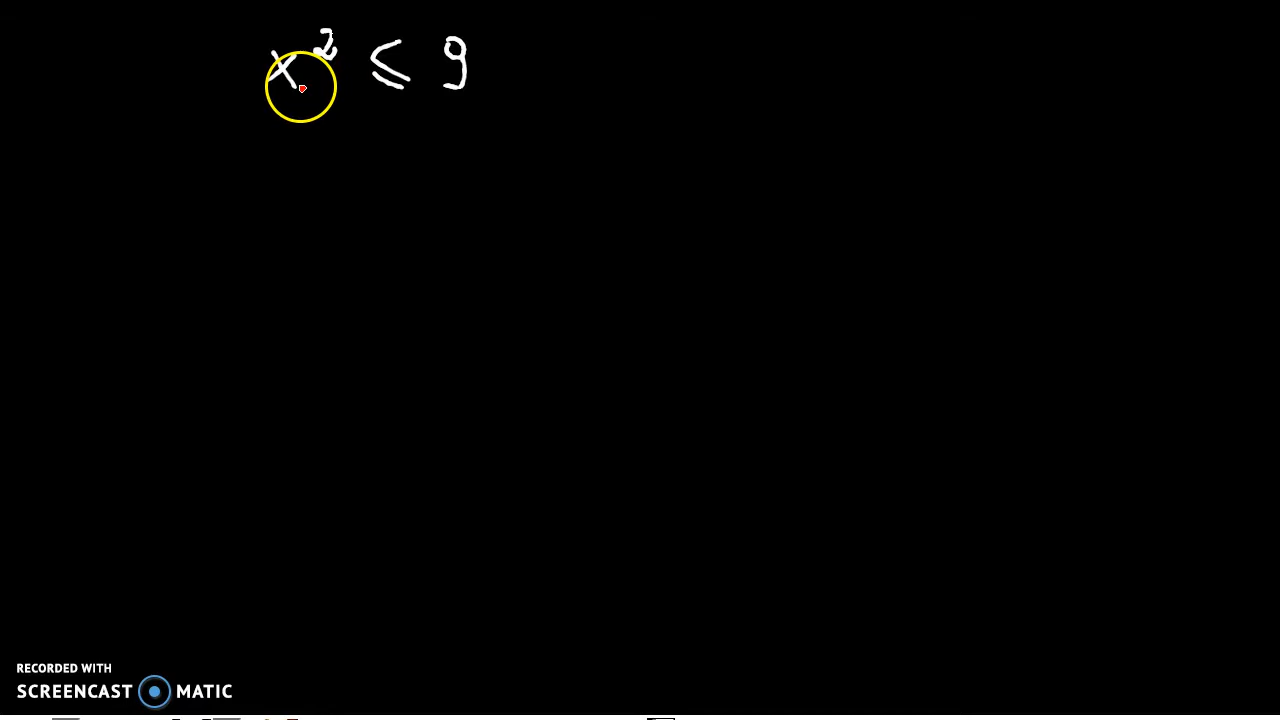 x² ≤ 9
RECORDED WITH
SCREENCAST MATIC